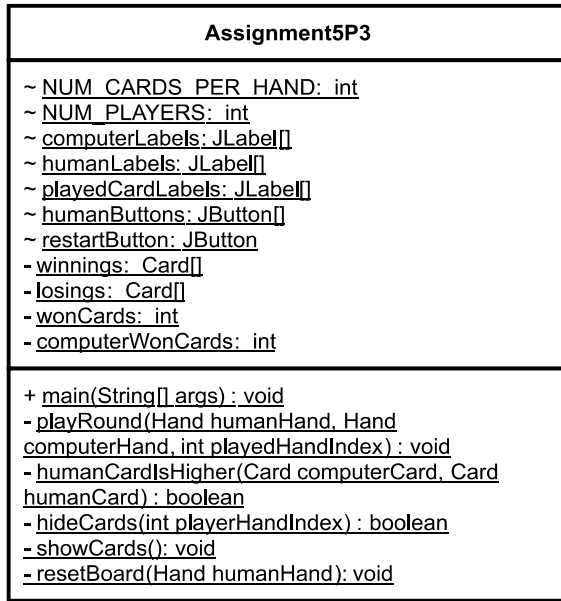 Assignment5P3
~ NUM_CARDS_PER_HAND: int
~ NUM_PLAYERS: int
~ computerLabels: JLabel[]
~ humanLabels: JLabel[]
~ playedCardLabels: JLabel[]
~ humanButtons: JButton[]
~ restartButton: JButton
- winnings: Card[]
- losings: Card[]
- wonCards: int
- computerWonCards: int
+ main(String[] args) : void
- playRound(Hand humanHand, Hand
computerHand, int playedHandIndex) : void
- humanCardIsHigher(Card computerCard, Card
humanCard) : boolean
- hideCards(int playerHandIndex) : boolean
- showCards(): void
- resetBoard(Hand humanHand): void